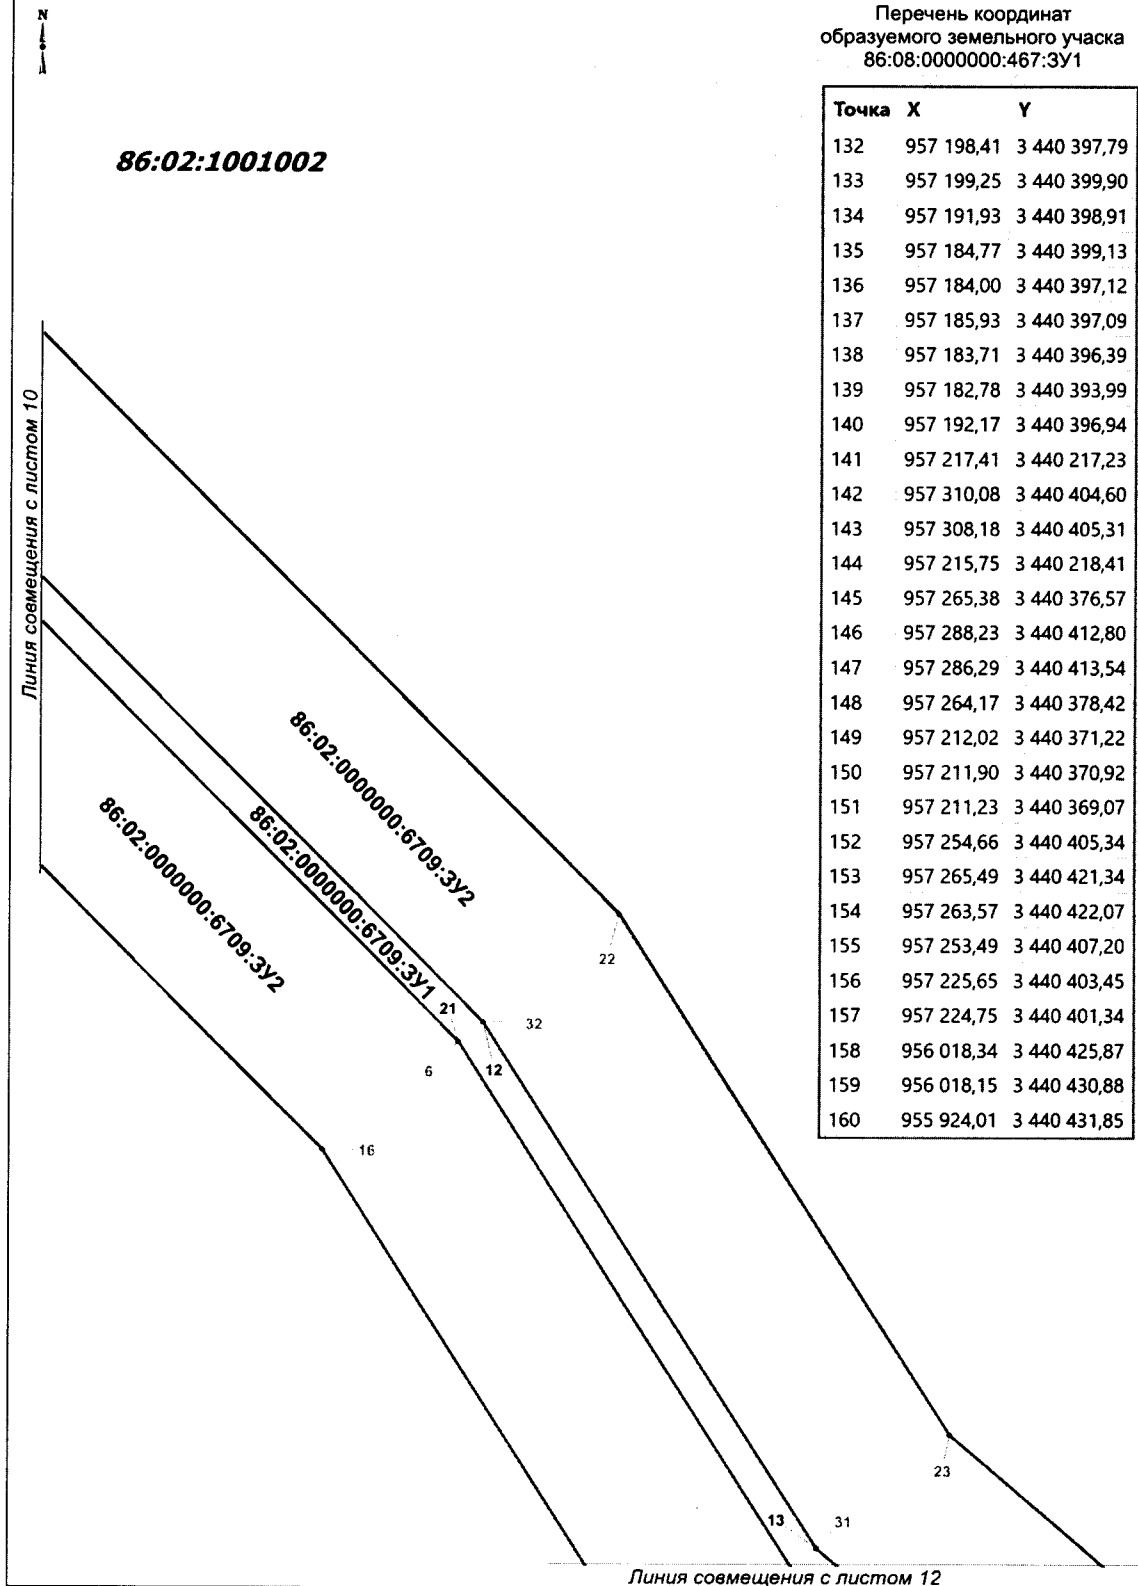 N
Перечень координат
образуемого земельного учаска
86:08:0000000:467:ЗУ1
86:02:1001002
Точка X Y
132 957 198,41 3 440 397,79
133 957 199,25 3 440 399,90
134 957 191,93 3 440 398,91
135 957 184,77 3 440 399,13
136 957 184,00 3 440 397,12
137 957 185,93 3 440 397,09
138 957 183,71 3 440 396,39
139 957 182,78 3 440 393,99
140 957 192,17 3 440 396,94
141 957 217,41 3 440 217,23
142 957 310,08 3 440 404,60
143 957 308,18 3 440 405,31
144 957 215,75 3 440 218,41
145 957 265,38 3 440 376,57
146 957 288,23 3 440 412,80
147 957 286,29 3 440 413,54
148 957 264,17 3 440 378,42
149 957 212,02 3 440 371,22
150 957 211,90 3 440 370,92
151 957 211,23 3 440 369,07
152 957 254,66 3 440 405,34
153 957 265,49 3 440 421,34
154 957 263,57 3 440 422,07
155 957 253,49 3 440 407,20
156 957 225,65 3 440 403,45
157 957 224,75 3 440 401,34
158 956 018,34 3 440 425,87
159 956 018,15 3 440 430,88
160 955 924,01 3 440 431,85
Линия совмещения с листом 10
86:02:0000000:6709:ЗУ2
86:02:0000000:6709:ЗУ1
86:02:0000000:6709:ЗУ2
22
21
32
6
12
16
23
13
31
Линия совмещения с листом 12